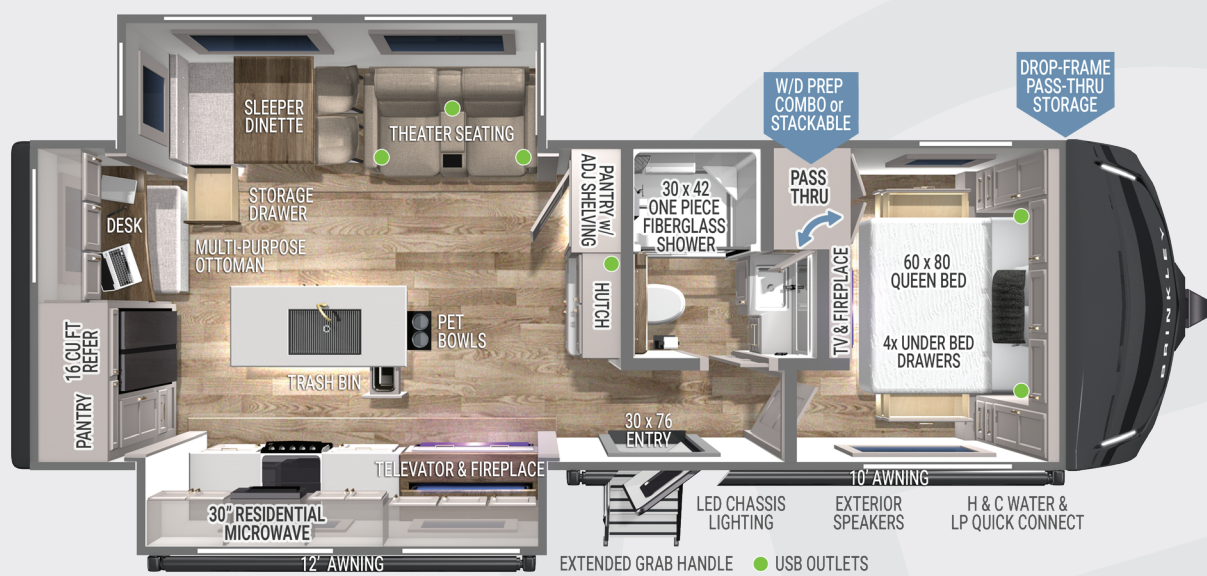 DROP-FRAME
PASS-THRU
STORAGE
W/D PREP
COMBO or
STACKABLE
SLEEPER
DINETTE
THEATER SEATING
PANTRY W/
ADJ SHELVING
30 x 42
ONE PIECE
FIBERGLASS
SHOWER
PASS
THRU
DESK
STORAGE
DRAWER
MULTI-PURPOSE
OTTOMAN
HUTCH
TV & FIREPLACE
60 x 80
QUEEN BED
4x UNDER BED
DRAWERS
BRINKLEY
16 CU FT
REFER
PANTRY
PET
BOWLS
TRASH BIN
30 x 76
ENTRY
TELEVATOR & FIREPLACE
30" RESIDENTIAL
MICROWAVE
10' AWNING
LED CHASSIS
LIGHTING
EXTERIOR
SPEAKERS
H & C WATER &
LP QUICK CONNECT
12' AWNING
EXTENDED GRAB HANDLE
USB OUTLETS